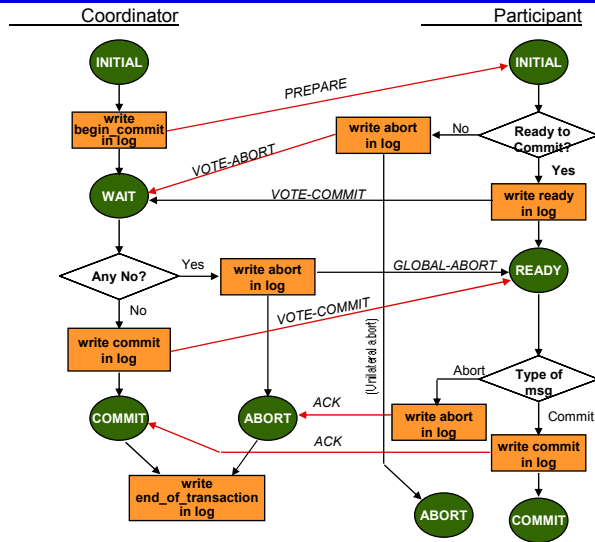 Coordinator
Participant
INITIAL
INITIAL
PREPARE
write
begin_commit
in log
write abort
in log
No
Ready to
Commit?
VOTE-ABORT
Yes
WAIT
VOTE-COMMIT
write ready
in log
Any No?
Yes
write abort
in log
GLOBAL-ABORT
READY
No
VOTE-COMMIT
write commit
in log
(Unilateral abort)
Abort
Type of
msg
COMMIT
ABORT
ACK
write abort
in log
Commit
ACK
write commit
in log
write
end_of_transaction
in log
ABORT
COMMIT